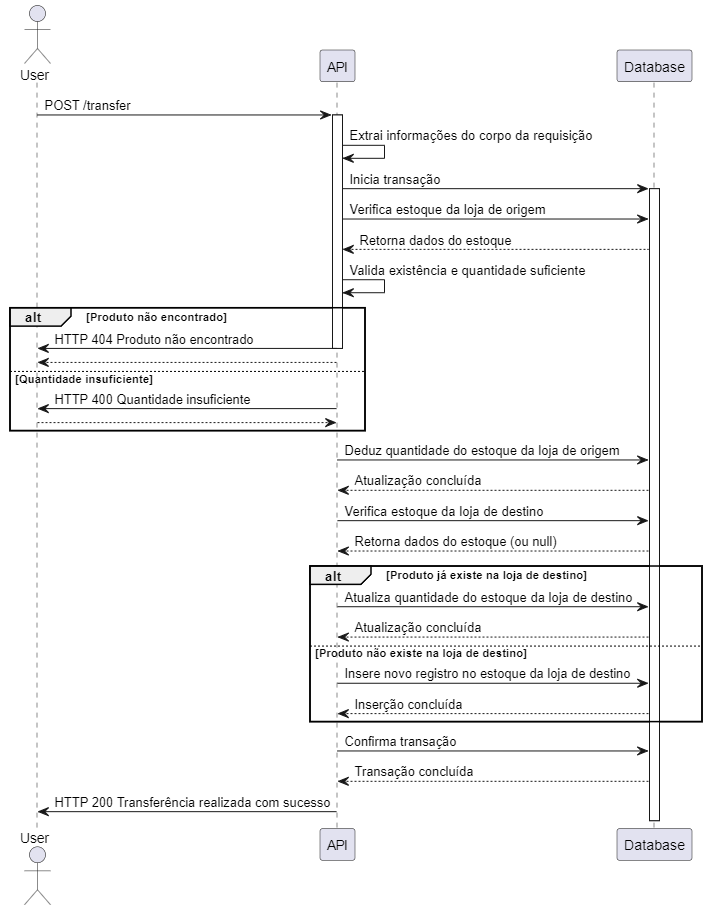 User
API
Database
POST /transfer
Extrai informações do corpo da requisição
Inicia transação
Verifica estoque da loja de origem
Retorna dados do estoque
Valida existência e quantidade suficiente
alt [Produto não encontrado]
HTTP 404 Produto não encontrado
[Quantidade insuficiente]
HTTP 400 Quantidade insuficiente
Deduz quantidade do estoque da loja de origem
Atualização concluída
Verifica estoque da loja de destino
Retorna dados do estoque (ou null)
alt [Produto já existe na loja de destino]
Atualiza quantidade do estoque da loja de destino
Atualização concluída
[Produto não existe na loja de destino]
Insere novo registro no estoque da loja de destino
Inserção concluída
Confirma transação
Transação concluída
HTTP 200 Transferência realizada com sucesso
User
API
Database